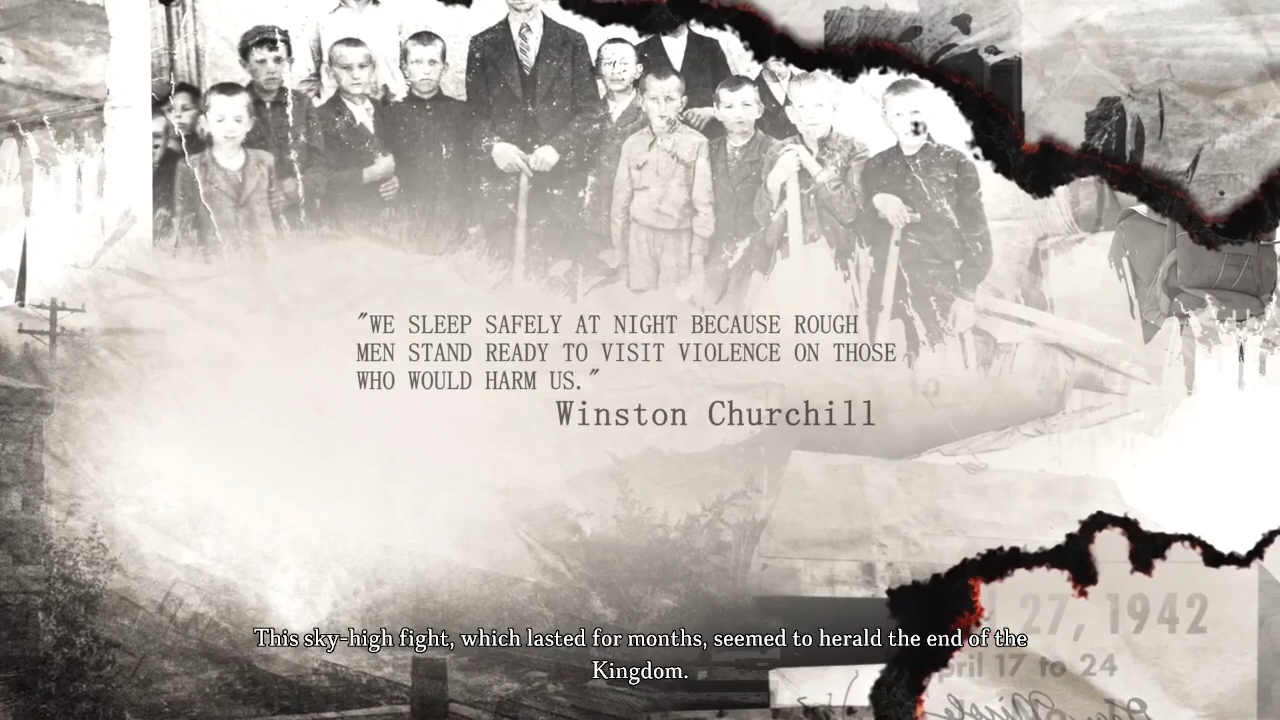 "WE SLEEP SAFELY AT NIGHT BECAUSE ROUGH
MEN STAND READY TO VISIT VIOLENCE ON THOSE
WHO WOULD HARM US."
Winston Churchill
This sky-high fight, which lasted for months, seemed to herald the end of the
Kingdom.
27, 1942
pril 17 to 24